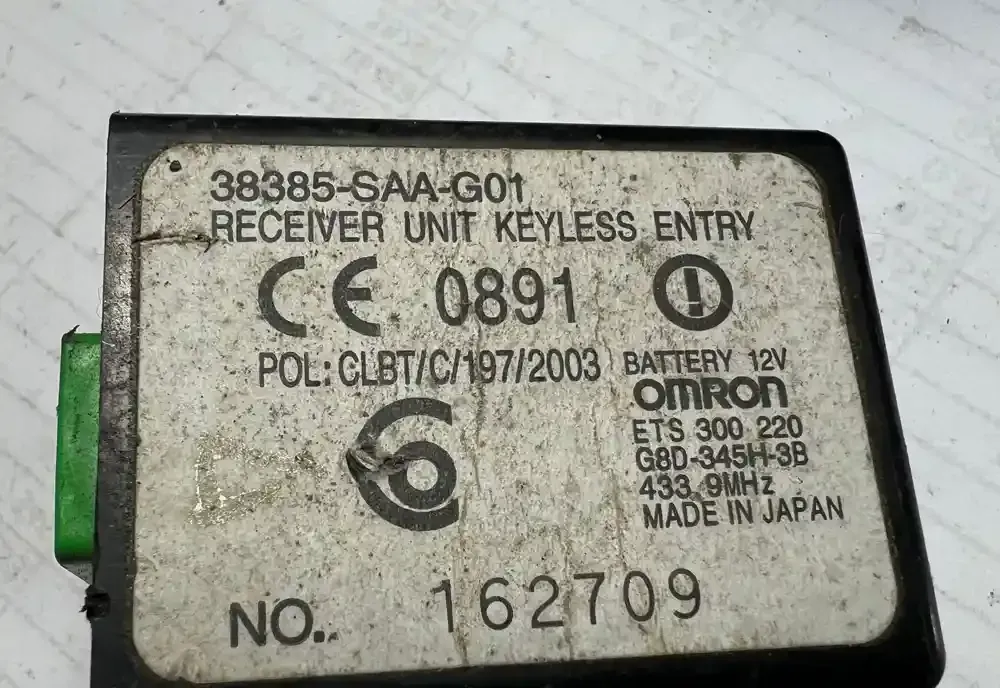 38385-SAA-G01
RECEIVER UNIT KEYLESS ENTRY
CE 0891
POL: CLBT/C/197/2003
BATTERY 12V
OMRON
ETS 300 220
G8D-345H-3B
433.9MHz
MADE IN JAPAN
NO. 162709